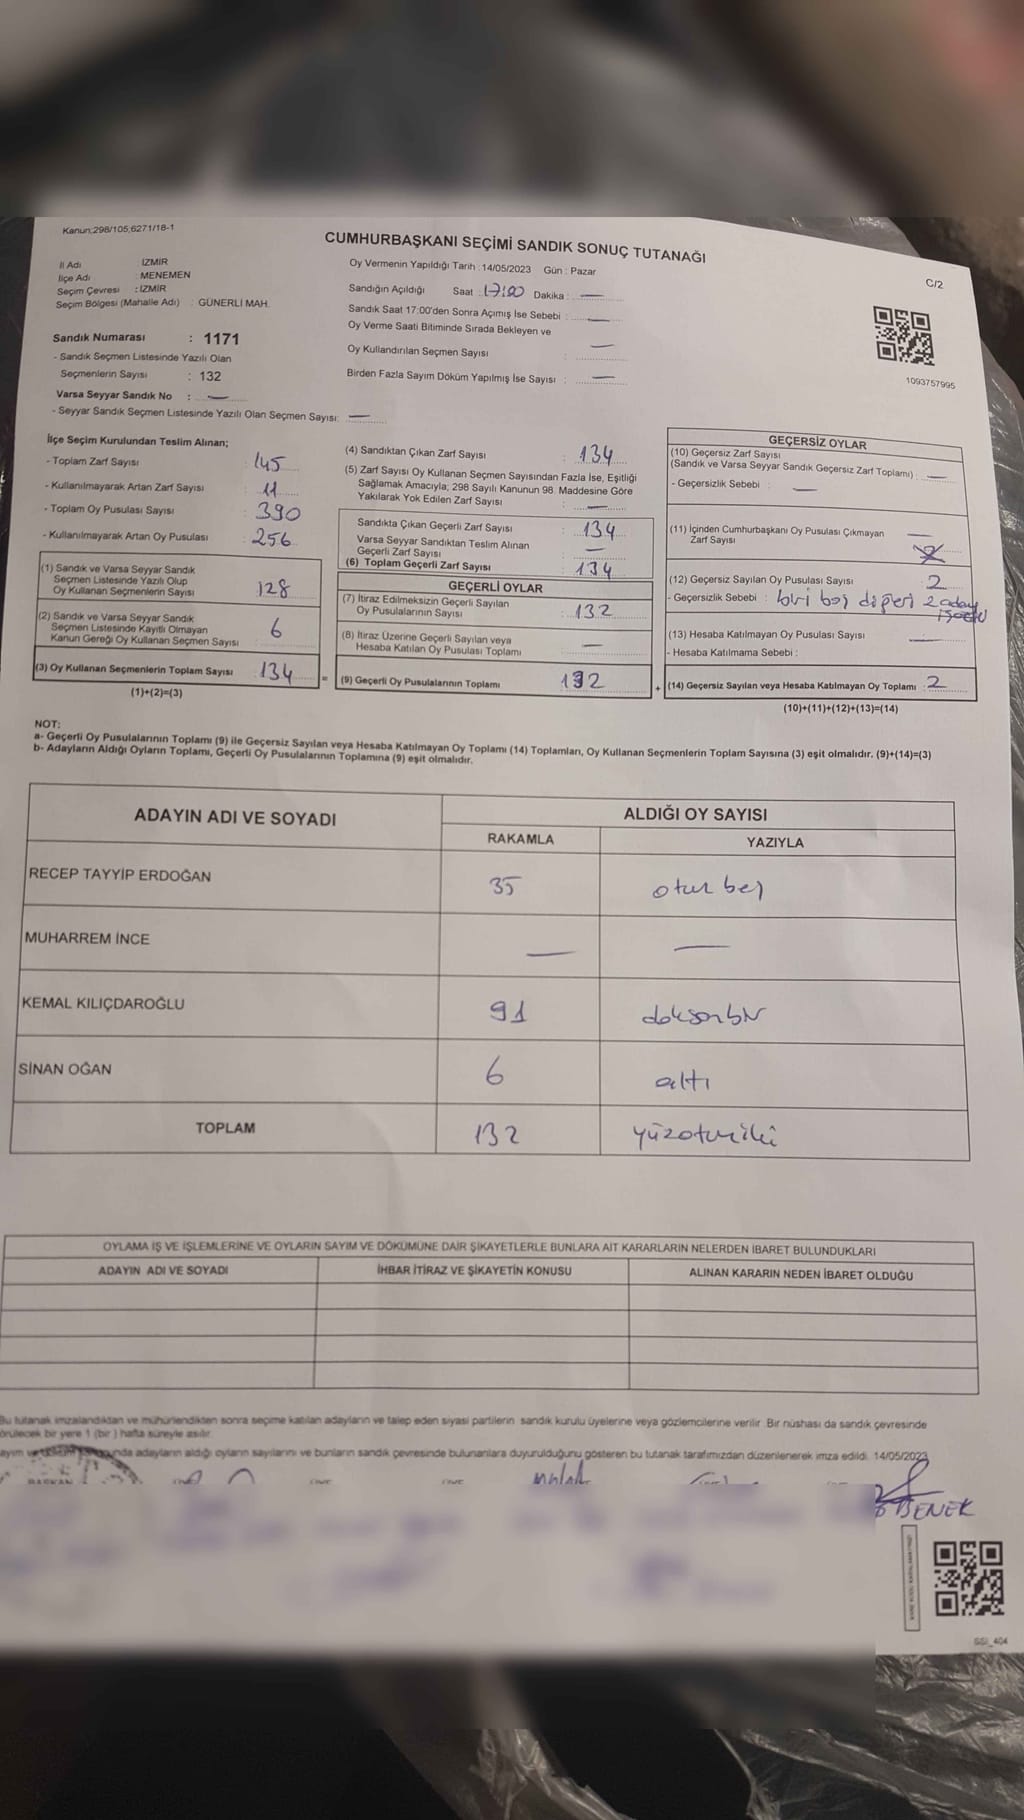 Kanun;298/105;6271/18-1
CUMHURBAŞKANI SEÇİMİ SANDIK SONUÇ TUTANAĞI
C/2
İl Adı İZMİR
İlçe Adı : MENEMEN
Seçim Çevresi : İZMİR
Seçim Bölgesi (Mahalle Adı) : GÜNERLİ MAH.
Oy Vermenin Yapıldığı Tarih : 14/05/2023 Gün : Pazar
Sandığın Açıldığı Saat : 17:00 Dakika : —
Sandık Saat 17:00'den Sonra Açımış İse Sebebi : —
Oy Verme Saati Bitiminde Sırada Bekleyen ve
Oy Kullandırılan Seçmen Sayısı : —
Birden Fazla Sayım Döküm Yapılmış İse Sayısı : —
1093757995
Sandık Numarası : 1171
- Sandık Seçmen Listesinde Yazılı Olan
Seçmenlerin Sayısı : 132
Varsa Seyyar Sandık No : —
- Seyyar Sandık Seçmen Listesinde Yazılı Olan Seçmen Sayısı: —
İlçe Seçim Kurulundan Teslim Alınan;
- Toplam Zarf Sayısı : 145
- Kullanılmayarak Artan Zarf Sayısı : 11
- Toplam Oy Pusulası Sayısı : 390
- Kullanılmayarak Artan Oy Pusulası : 256
(1) Sandık ve Varsa Seyyar Sandık
Seçmen Listesinde Yazılı Olup
Oy Kullanan Seçmenlerin Sayısı : 128
(2) Sandık ve Varsa Seyyar Sandık
Seçmen Listesinde Kayıtlı Olmayan
Kanun Gereği Oy Kullanan Seçmen Sayısı : 6
(3) Oy Kullanan Seçmenlerin Toplam Sayısı : 134
(1)+(2)=(3)
(4) Sandıktan Çıkan Zarf Sayısı : 134
(5) Zarf Sayısı Oy Kullanan Seçmen Sayısından Fazla İse, Eşitliği
Sağlamak Amacıyla; 298 Sayılı Kanunun 98. Maddesine Göre
Yakılarak Yok Edilen Zarf Sayısı : —
Sandıkta Çıkan Geçerli Zarf Sayısı : 134
Varsa Seyyar Sandıktan Teslim Alınan
Geçerli Zarf Sayısı : —
(6) Toplam Geçerli Zarf Sayısı : 134
GEÇERLİ OYLAR
(7) İtiraz Edilmeksizin Geçerli Sayılan
Oy Pusulalarının Sayısı : 132
(8) İtiraz Üzerine Geçerli Sayılan veya
Hesaba Katılan Oy Pusulası Toplamı : —
= (9) Geçerli Oy Pusulalarının Toplamı 132
GEÇERSİZ OYLAR
(10) Geçersiz Zarf Sayısı
(Sandık ve Varsa Seyyar Sandık Geçersiz Zarf Toplamı) : —
- Geçersizlik Sebebi : —
(11) İçinden Cumhurbaşkanı Oy Pusulası Çıkmayan —
Zarf Sayısı
(12) Geçersiz Sayılan Oy Pusulası Sayısı 2
- Geçersizlik Sebebi : biri boş diğeri 2 aday
(13) Hesaba Katılmayan Oy Pusulası Sayısı : —
- Hesaba Katılmama Sebebi :
+ (14) Geçersiz Sayılan veya Hesaba Katılmayan Oy Toplamı : 2
(10)+(11)+(12)+(13)=(14)
NOT:
a- Geçerli Oy Pusulalarının Toplamı (9) ile Geçersiz Sayılan veya Hesaba Katılmayan Oy Toplamı (14) Toplamları, Oy Kullanan Seçmenlerin Toplam Sayısına (3) eşit olmalıdır. (9)+(14)=(3)
b- Adayların Aldığı Oyların Toplamı, Geçerli Oy Pusulalarının Toplamına (9) eşit olmalıdır.
ADAYIN ADI VE SOYADI ALDIĞI OY SAYISI
RAKAMLA YAZIYLA
RECEP TAYYİP ERDOĞAN 35 otuz beş
MUHARREM İNCE — —
KEMAL KILIÇDAROĞLU 91 doksanbir
SİNAN OĞAN 6 altı
TOPLAM 132 yüzotuziki
OYLAMA İŞ VE İŞLEMLERİNE VE OYLARIN SAYIM VE DÖKÜMÜNE DAİR ŞİKAYETLERLE BUNLARA AİT KARARLARIN NELERDEN İBARET BULUNDUKLARI
ADAYIN ADI VE SOYADI İHBAR İTİRAZ VE ŞİKAYETİN KONUSU ALINAN KARARIN NEDEN İBARET OLDUĞU
Bu tutanak imzalandıktan ve mühürlendikten sonra seçime katılan adayların ve talep eden siyasi partilerin sandık kurulu üyelerine veya gözlemcilerine verilir. Bir nüshası da sandık çevresinde
görülecek bir yere 1 (bir) hafta süreyle asılır.
adayların aldığı oyların sayılarını ve bunların sandık çevresinde bulunanlara duyurulduğunu gösteren bu tutanak tarafımızdan düzenlenerek imza edildi. 14/05/2023
BENEK
SSİ_404